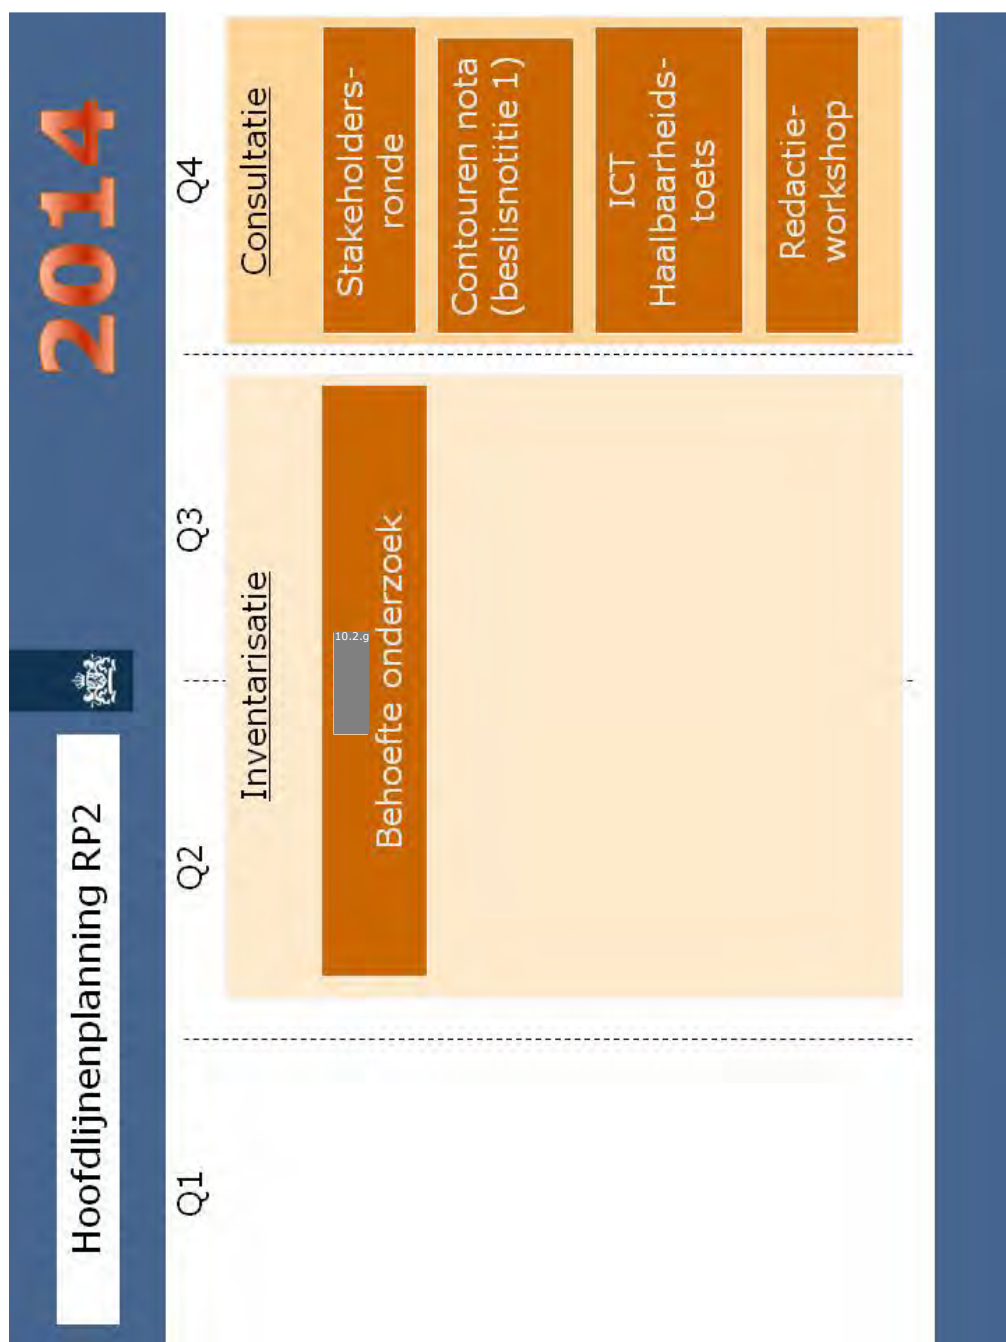 Hoofdlijnenplanning RP2
2014
Q1
Q2
Q3
Q4
Inventarisatie
10.2.g
Behoefte onderzoek
Consultatie
Stakeholders-
ronde
Contouren nota
(beslisnotitie 1)
ICT
Haalbaarheids-
toets
Redactie-
workshop